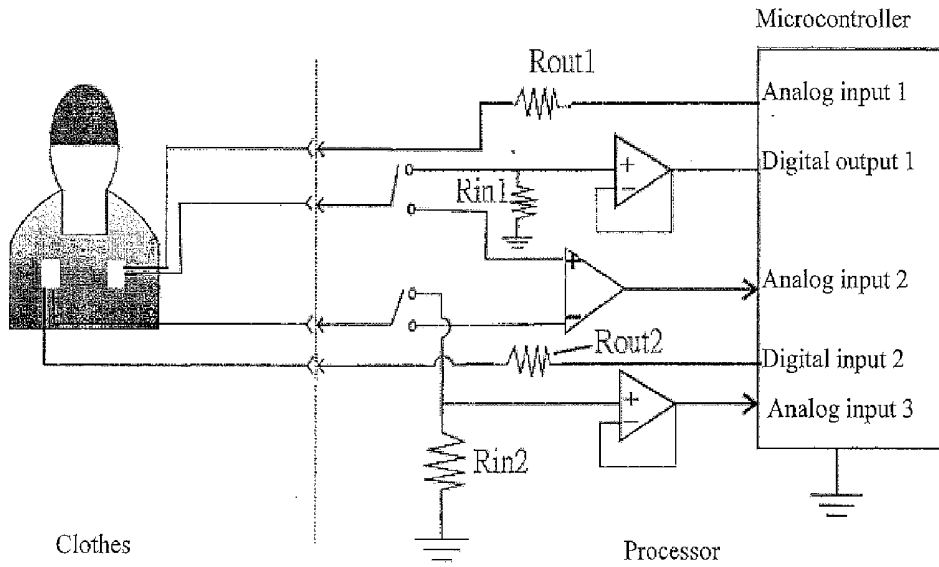 Microcontroller
Rout1
Analog input 1
Digital output 1
Rin1
Analog input 2
Rout2
Digital input 2
Analog input 3
Rin2
Clothes
Processor